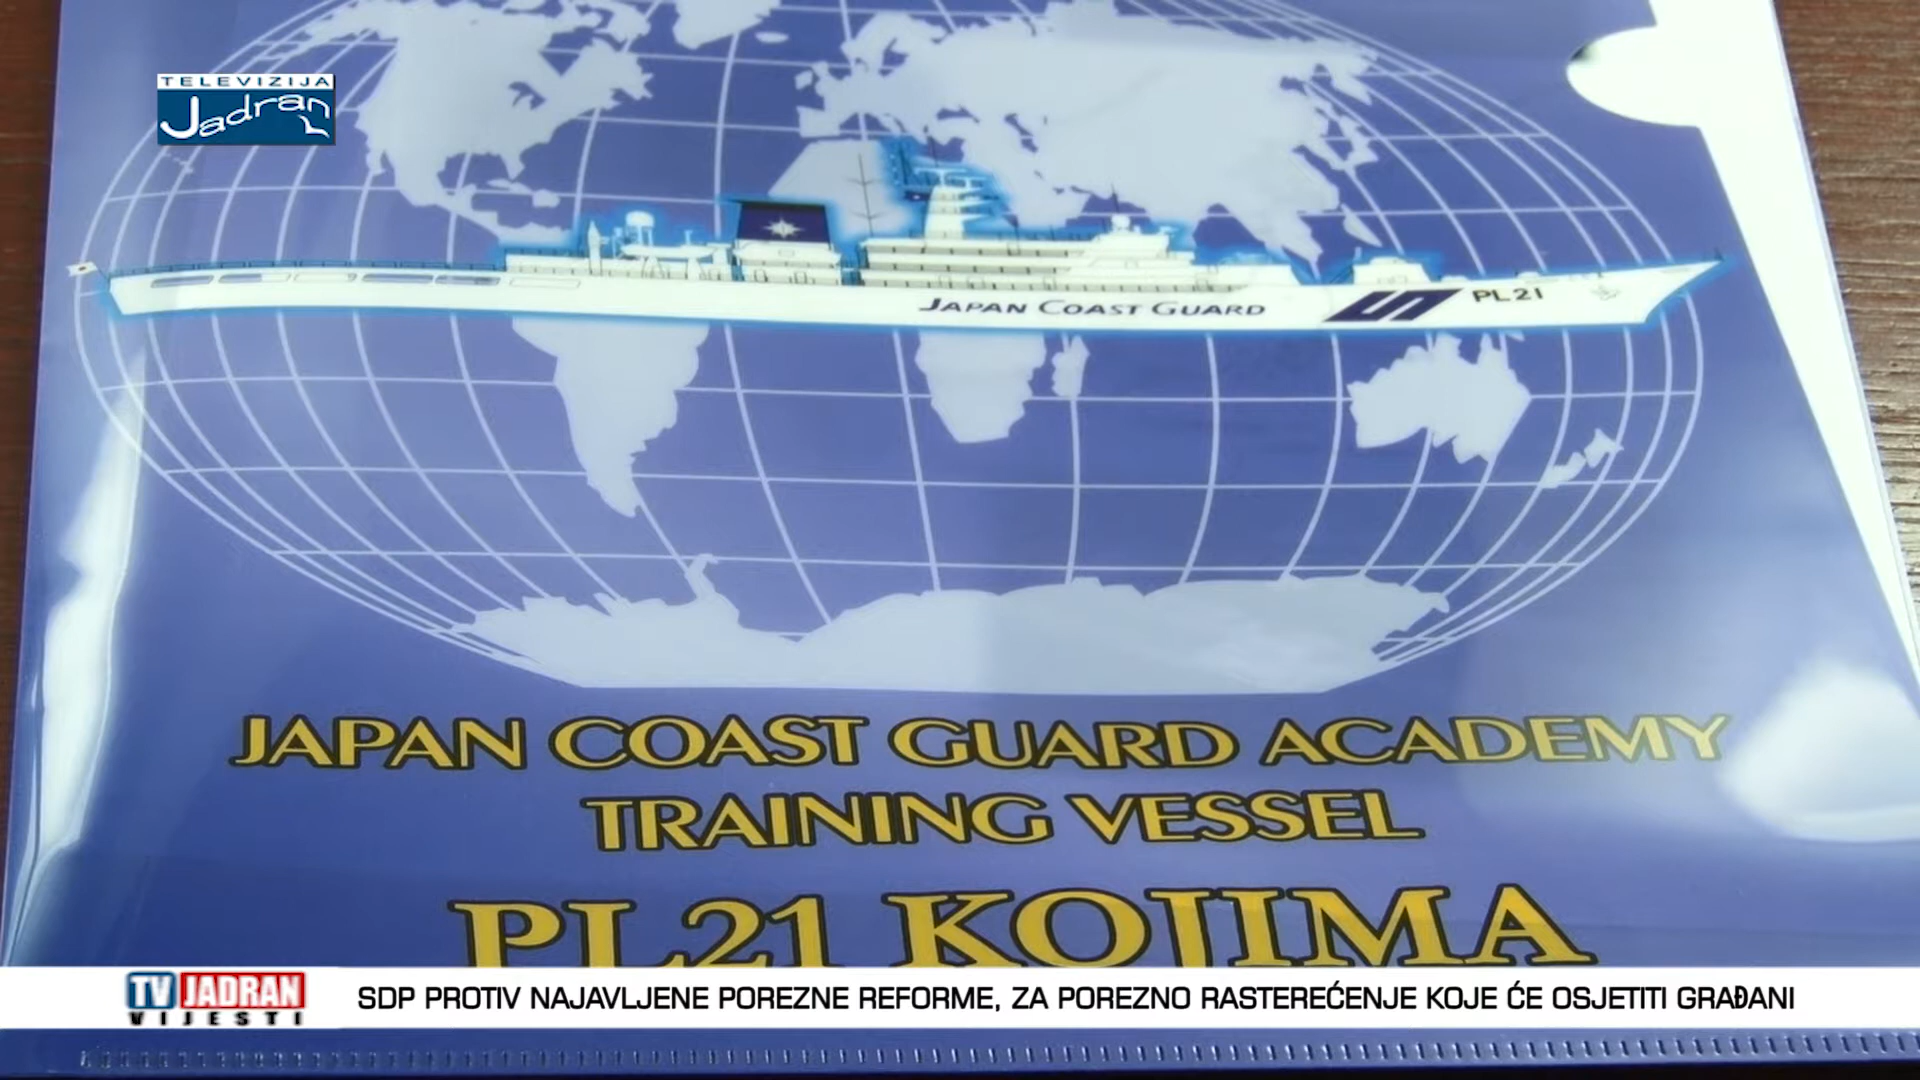 TELEVIZIJA
Jadran
JAPAN COAST GUARD
PL21
JAPAN COAST GUARD ACADEMY
TRAINING VESSEL
PL21 KOJIMA
TV JADRAN
VIJESTI
SDP PROTIV NAJAVLJENE POREZNE REFORME, ZA POREZNO RASTEREĆENJE KOJE ĆE OSJETITI GRAĐANI